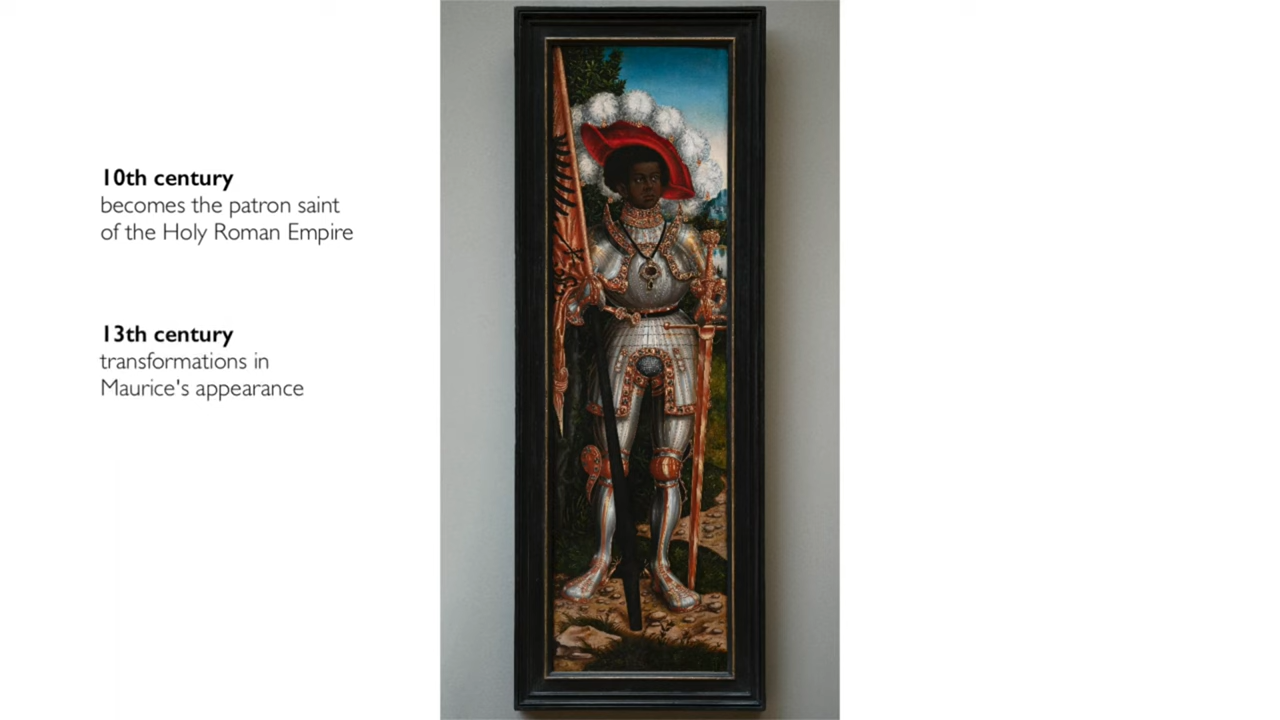 10th century
becomes the patron saint
of the Holy Roman Empire
13th century
transformations in
Maurice's appearance